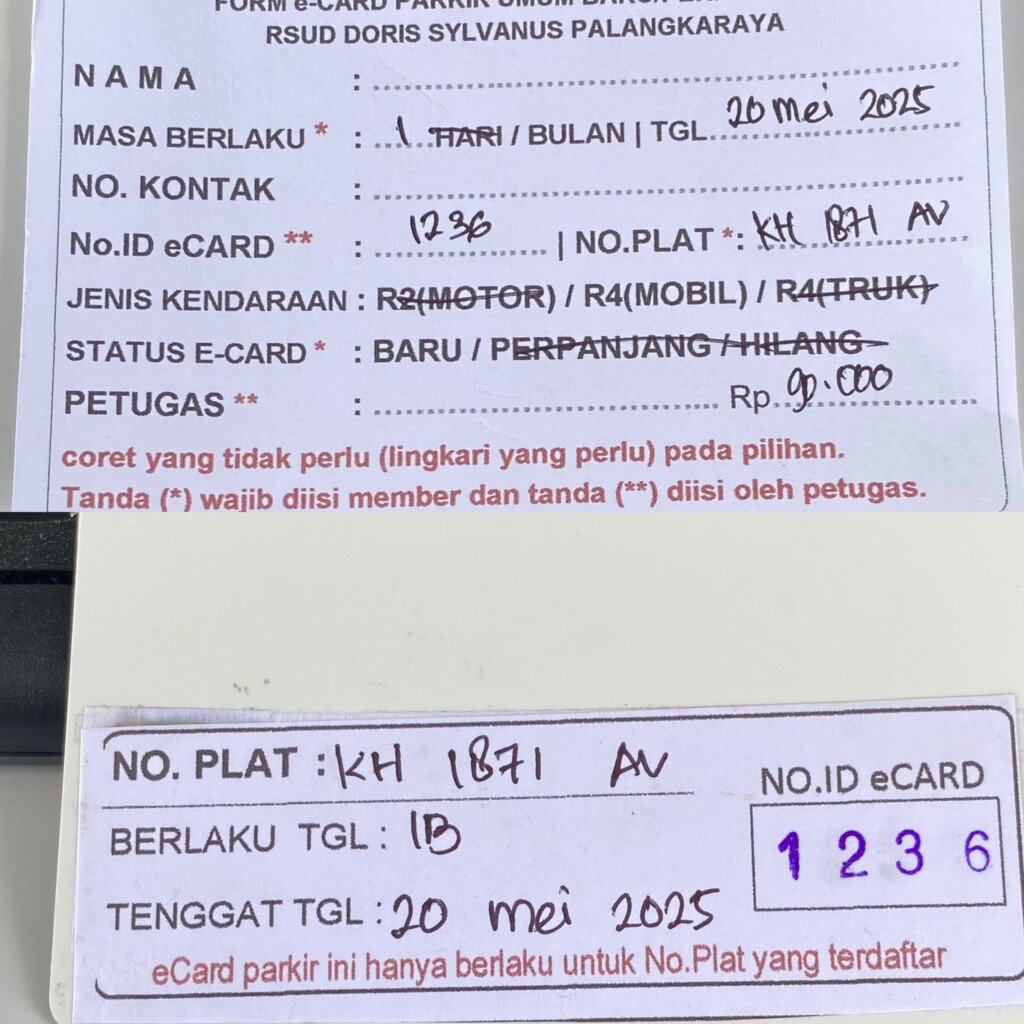 FORM e-CARD PARKIR UMUM
RSUD DORIS SYLVANUS PALANGKARAYA
NAMA :
MASA BERLAKU * : 1 HARI / BULAN | TGL. 20 Mei 2025
NO. KONTAK :
No.ID eCARD ** : 1236 | NO.PLAT *: KH 1871 AV
JENIS KENDARAAN : R2(MOTOR) / R4(MOBIL) / R4(TRUK)
STATUS E-CARD * : BARU / PERPANJANG / HILANG
PETUGAS ** : Rp. 90.000
coret yang tidak perlu (lingkari yang perlu) pada pilihan.
Tanda (*) wajib diisi member dan tanda (**) diisi oleh petugas.
NO. PLAT : KH 1871 AV
NO.ID eCARD
1 2 3 6
BERLAKU TGL : 1B
TENGGAT TGL : 20 Mei 2025
eCard parkir ini hanya berlaku untuk No.Plat yang terdaftar